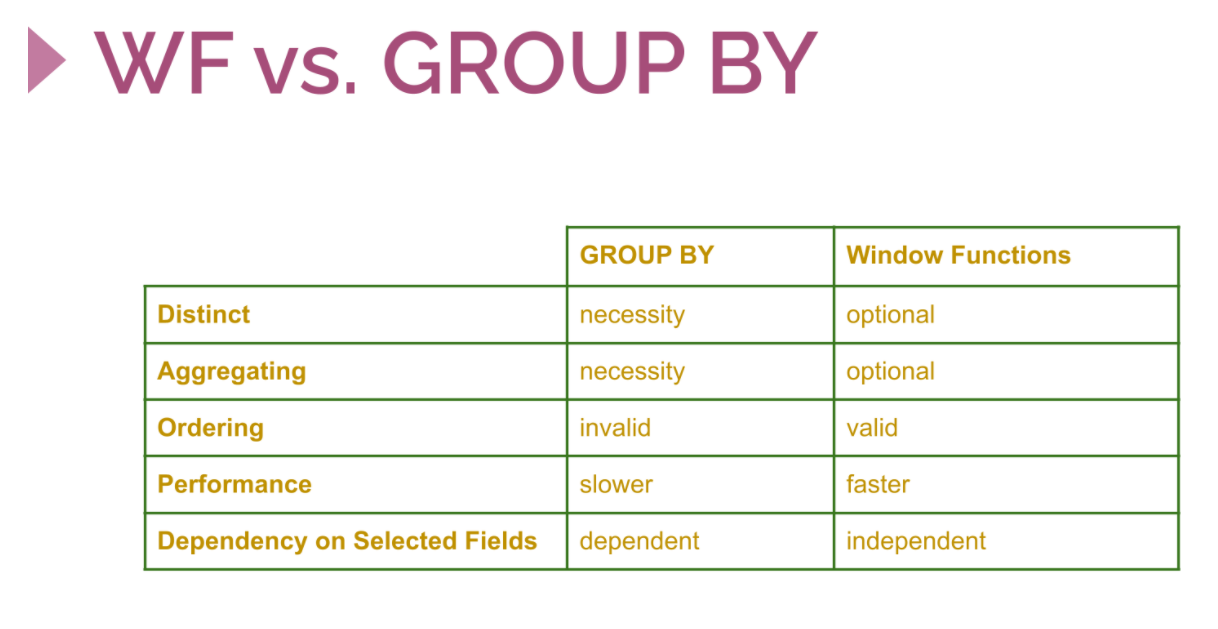 WF vs. GROUP BY
GROUP BY Window Functions
Distinct necessity optional
Aggregating necessity optional
Ordering invalid valid
Performance slower faster
Dependency on Selected Fields dependent independent